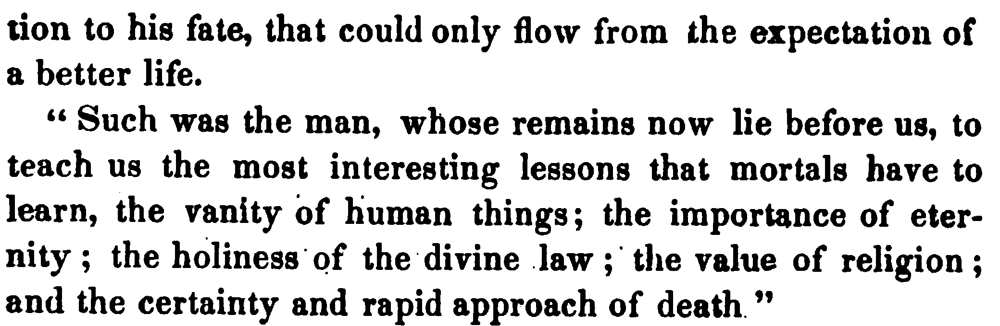 tion to his fate, that could only flow from the expectation of
a better life.
“ Such was the man, whose remains now lie before us, to
teach us the most interesting lessons that mortals have to
learn, the vanity of human things; the importance of eter-
nity ; the holiness of the divine law ; the value of religion ;
and the certainty and rapid approach of death.”